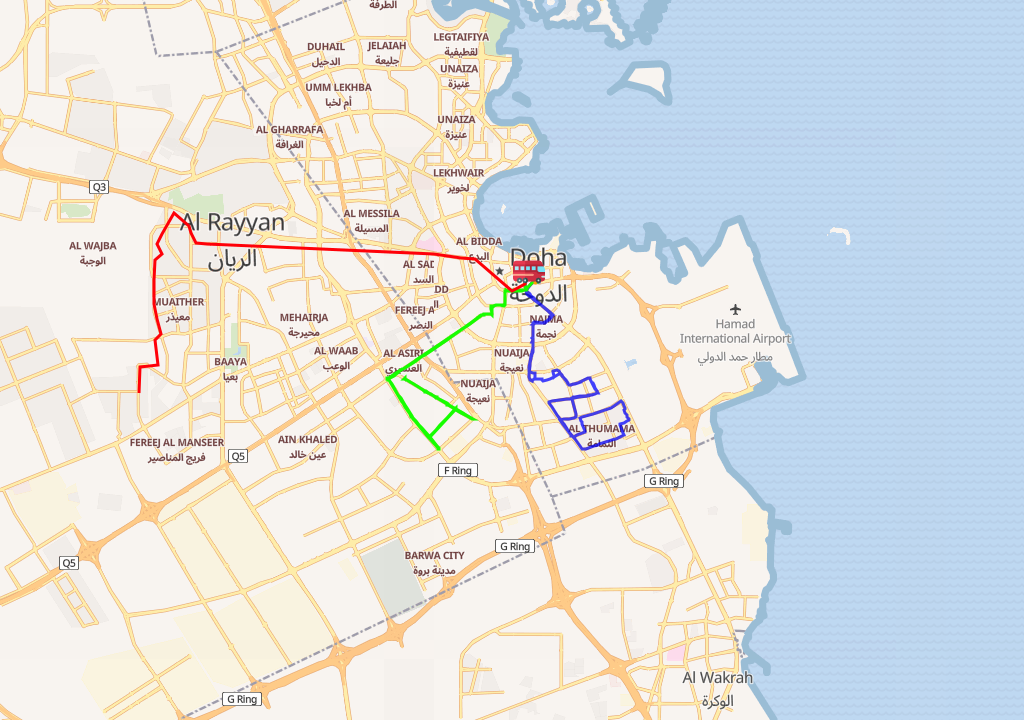 الطرفة
LEGTAIFIYA
لقطيفية
DUHAIL
الدحيل
JELAIAH
جليعة
UNAIZA
عنيزة
UMM LEKHBA
أم لخبا
UNAIZA
عنيزة
AL GHARRAFA
الغرافة
LEKHWAIR
لخوير
Q3
AL MESSILA
المسيلة
Al Rayyan
الريان
AL WAJBA
الوجبة
AL BIDDA
البدع
Doha
الدوحة
AL SAD
السد
DD
ال
MUAITHER
معيذر
MEHAIRJA
محيرجة
FEREEJ A
النصر
NAJMA
نجمة
Hamad
International Airport
مطار حمد الدولي
AL WAAB
الوعب
AL ASIRI
العسيري
NUAIJA
نعيجة
BAAYA
بعيا
NUAIJA
نعيجة
AL THUMAMA
الثمامة
FEREEJ AL MANSEER
فريج المناصير
AIN KHALED
عين خالد
Q5
F Ring
G Ring
G Ring
BARWA CITY
مدينة بروة
Q5
Al Wakrah
الوكرة
G Ring